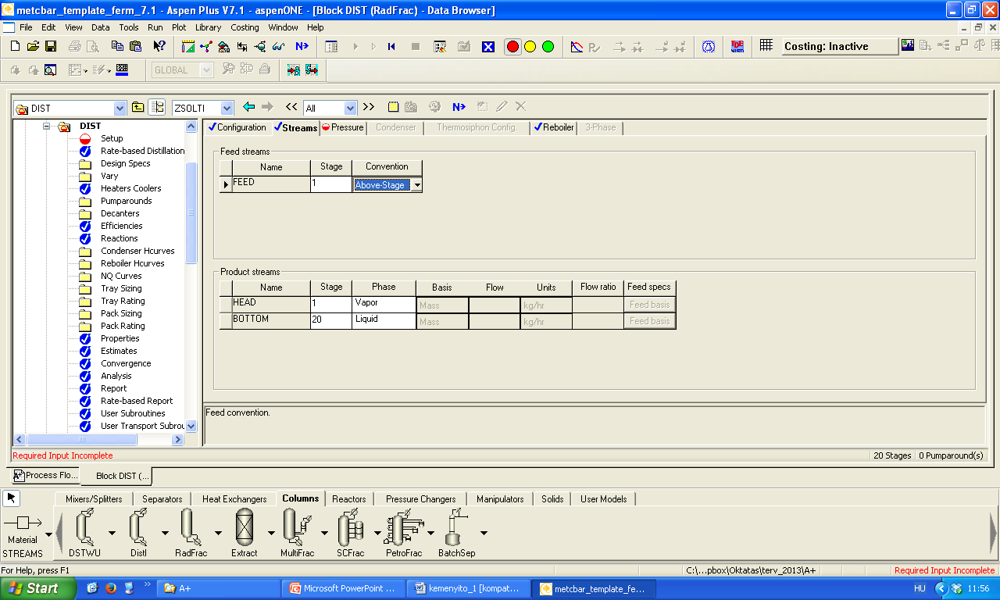 metcbar_template_ferm_7.1 - Aspen Plus V7.1 - aspenONE - [Block DIST (RadFrac) - Data Browser]
File Edit View Data Tools Run Plot Library Costing Window Help
N> Costing: Inactive
GLOBAL
DIST ZSOLTI << All >> N>
DIST
Setup
Rate-based Distillation
Design Specs
Vary
Heaters Coolers
Pumparounds
Decanters
Efficiencies
Reactions
Condenser Hcurves
Reboiler Hcurves
NQ Curves
Tray Sizing
Tray Rating
Pack Sizing
Pack Rating
Properties
Estimates
Convergence
Analysis
Report
Rate-based Report
User Subroutines
User Transport Subrou
Configuration Streams Pressure Condenser Thermosiphon Config. Reboiler 3-Phase
Feed streams
Name Stage Convention
FEED 1 Above-Stage
Product streams
Name Stage Phase Basis Flow Units Flow ratio Feed specs
HEAD 1 Vapor Mass kg/hr Feed basis
BOTTOM 20 Liquid Mass kg/hr Feed basis
Feed convention.
Required Input Incomplete 20 Stages 0 Pumparound(s)
Process Flo... Block DIST (...
Mixers/Splitters Separators Heat Exchangers Columns Reactors Pressure Changers Manipulators Solids User Models
Material
STREAMS
DSTWU Distl RadFrac Extract MultiFrac SCFrac PetroFrac BatchSep
For Help, press F1 C:\...pbox\Oktatas\terv_2013\A+ Required Input Incomplete
Start A+ Microsoft PowerPoint ... kemenyito_1 [kompat... metcbar_template_fe... HU 11:56